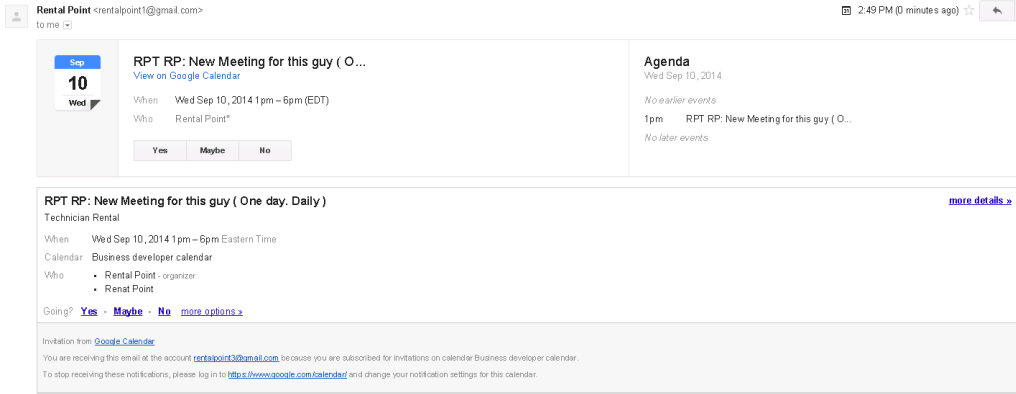 Rental Point <rentalpoint1@gmail.com>
2:49 PM (0 minutes ago)
to me
Sep
10
Wed
RPT RP: New Meeting for this guy ( O...
View on Google Calendar
When Wed Sep 10, 2014 1pm – 6pm (EDT)
Who Rental Point*
Yes Maybe No
Agenda
Wed Sep 10, 2014
No earlier events
1pm RPT RP: New Meeting for this guy ( O...
No later events
RPT RP: New Meeting for this guy ( One day. Daily )
more details »
Technician Rental
When Wed Sep 10, 2014 1pm – 6pm Eastern Time
Calendar Business developer calendar
Who • Rental Point - organizer
• Renat Point
Going? Yes - Maybe - No more options »
Invitation from Google Calendar
You are receiving this email at the account rentalpoint3@gmail.com because you are subscribed for invitations on calendar Business developer calendar.
To stop receiving these notifications, please log in to https://www.google.com/calendar/ and change your notification settings for this calendar.